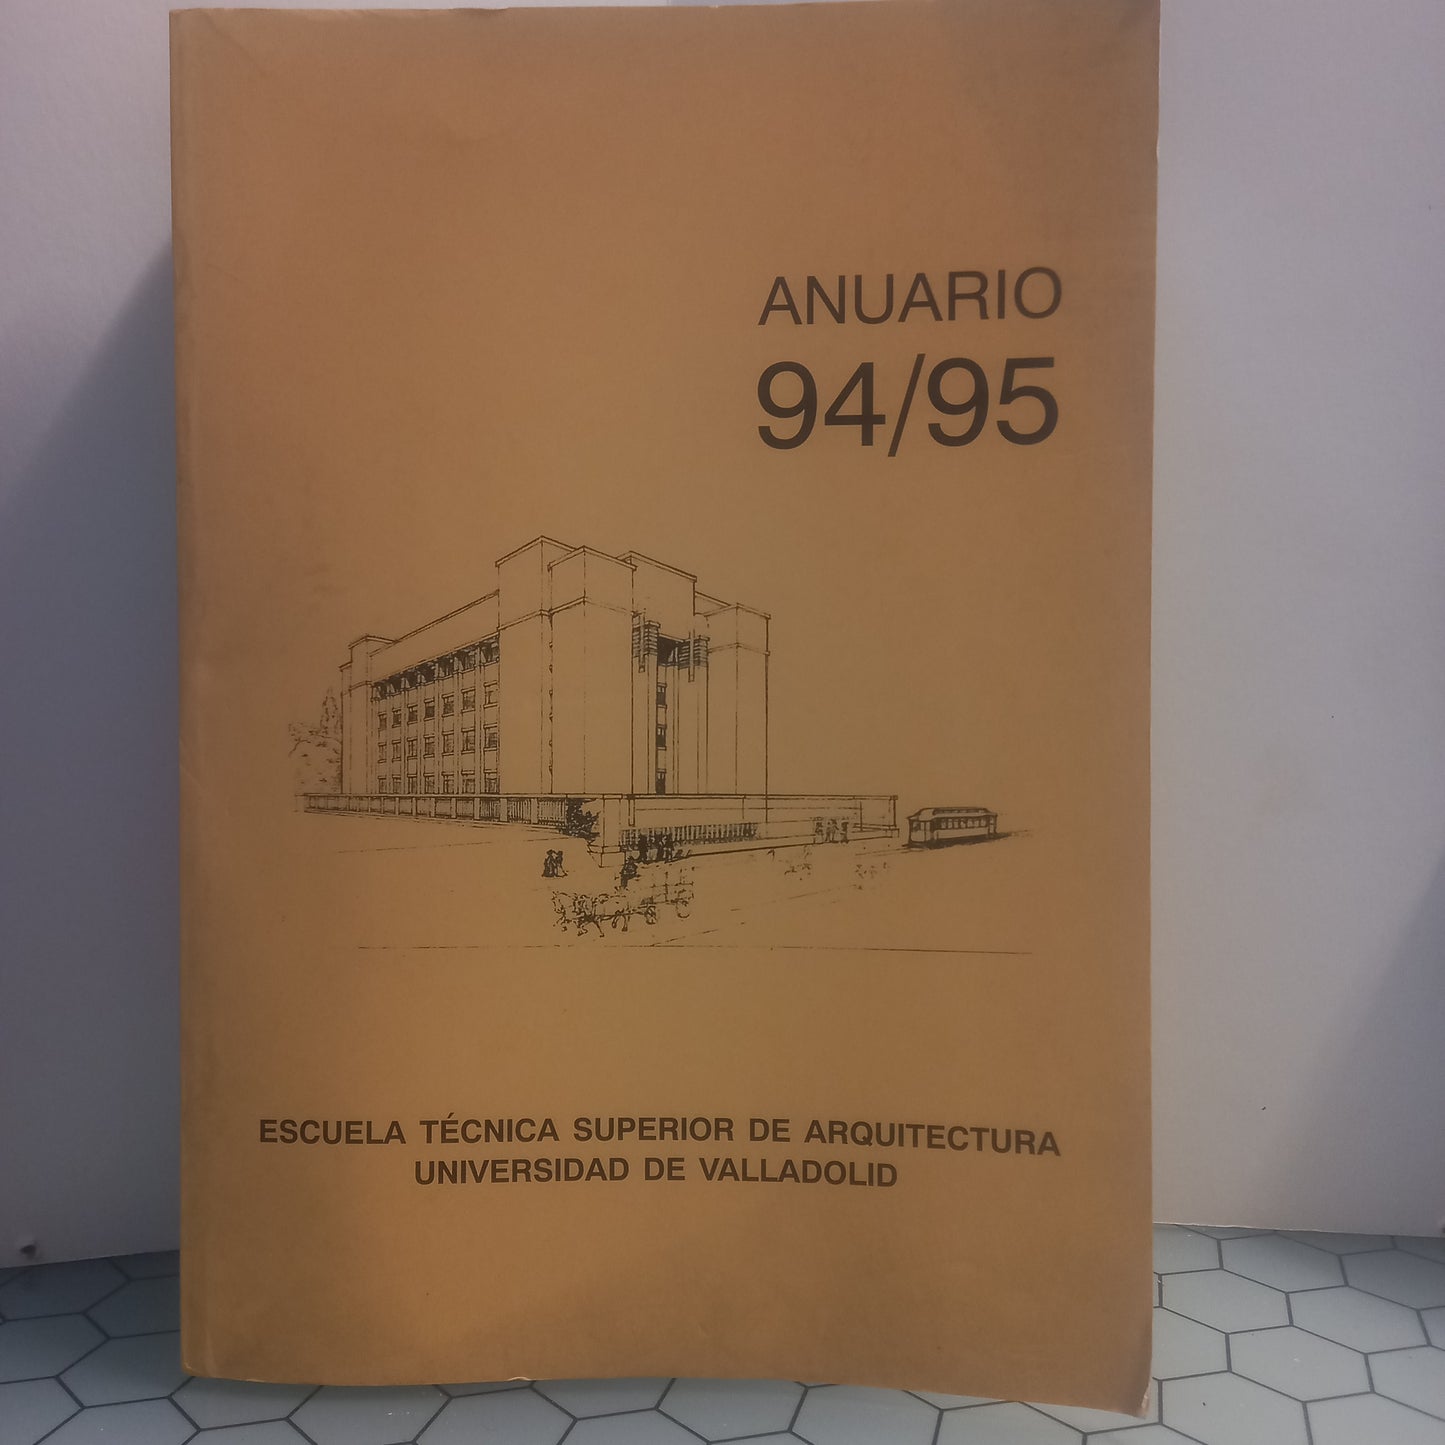 ANUARIO
94/95
ESCUELA TÉCNICA SUPERIOR DE ARQUITECTURA
UNIVERSIDAD DE VALLADOLID